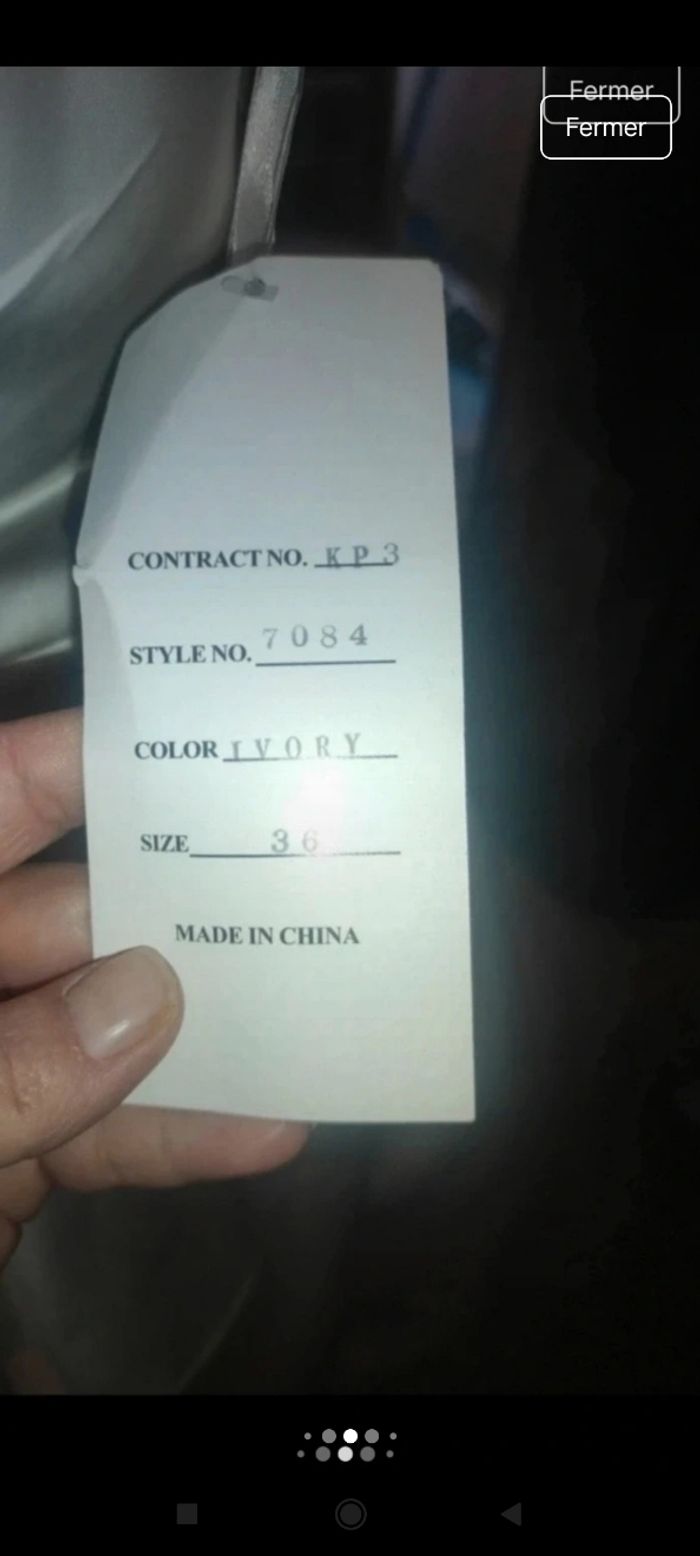 Fermer
Fermer
CONTRACT NO. KP3
STYLE NO. 7084
COLOR IVORY
SIZE 36
MADE IN CHINA